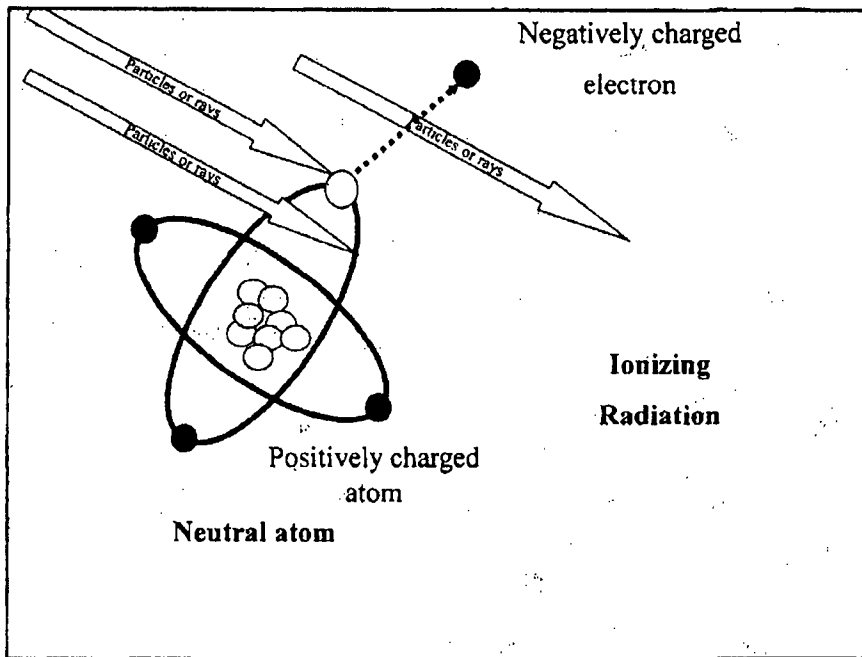 Negatively charged
electron
Particles or rays
Particles or rays
Particles or rays
Ionizing
Radiation
Positively charged
atom
Neutral atom